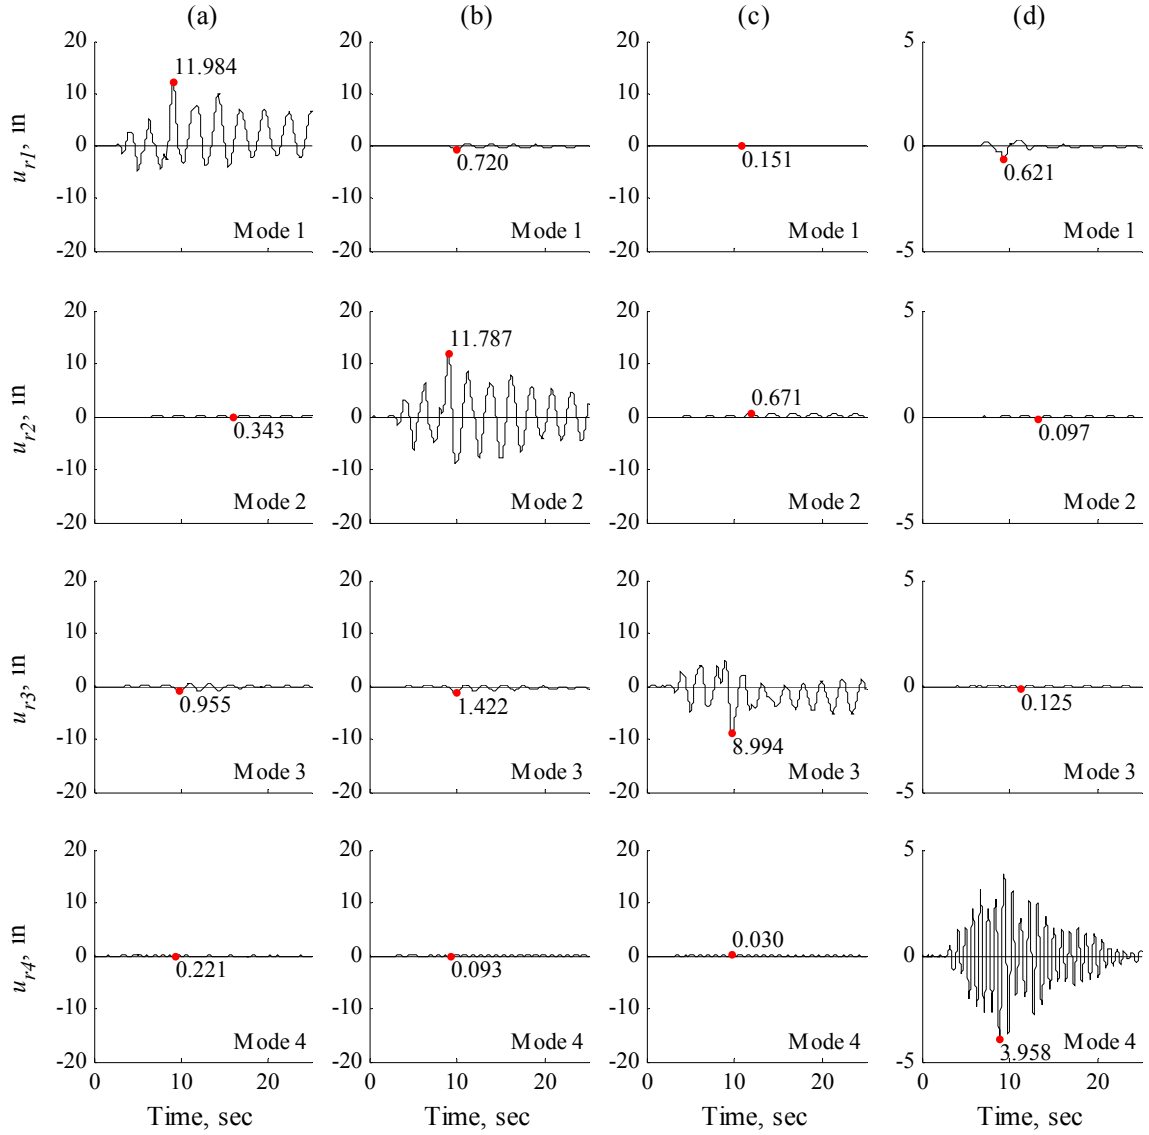 (a) (b) (c) (d)
20 20 20 5
11.984
10 10 10
u_r1, in 0 0 0 0
0.720 0.151 0.621
-10 -10 -10
Mode 1 Mode 1 Mode 1 Mode 1
-20 -20 -20 -5
20 20 20 5
11.787
10 10 10
0.671
u_r2, in 0 0 0 0
0.343 0.097
-10 -10 -10
Mode 2 Mode 2 Mode 2 Mode 2
-20 -20 -20 -5
20 20 20 5
10 10 10
u_r3, in 0 0 0 0
0.955 1.422 0.125
-10 -10 -10
8.994
Mode 3 Mode 3 Mode 3 Mode 3
-20 -20 -20 -5
20 20 20 5
10 10 10
0.030
u_r4, in 0 0 0 0
0.221 0.093
-10 -10 -10
Mode 4 Mode 4 Mode 4 3.958 Mode 4
-20 -20 -20 -5
0 10 20 0 10 20 0 10 20 0 10 20
Time, sec Time, sec Time, sec Time, sec